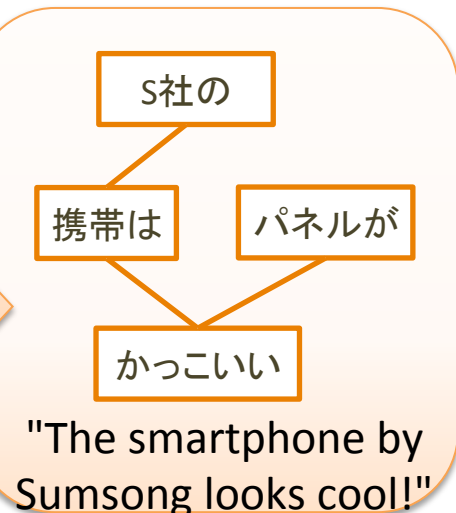 S社の
携帯は
パネルが
かっこいい
"The smartphone by
Sumsong looks cool!"